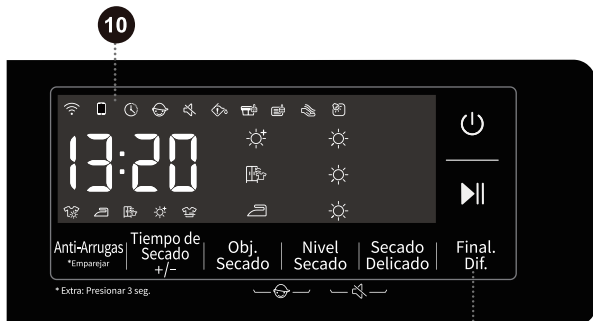 10
13:20
Anti-Arrugas
*Emparejar
Tiempo de
Secado
+/-
Obj.
Secado
Nivel
Secado
Secado
Delicado
Final.
Dif.
* Extra: Presionar 3 seg.